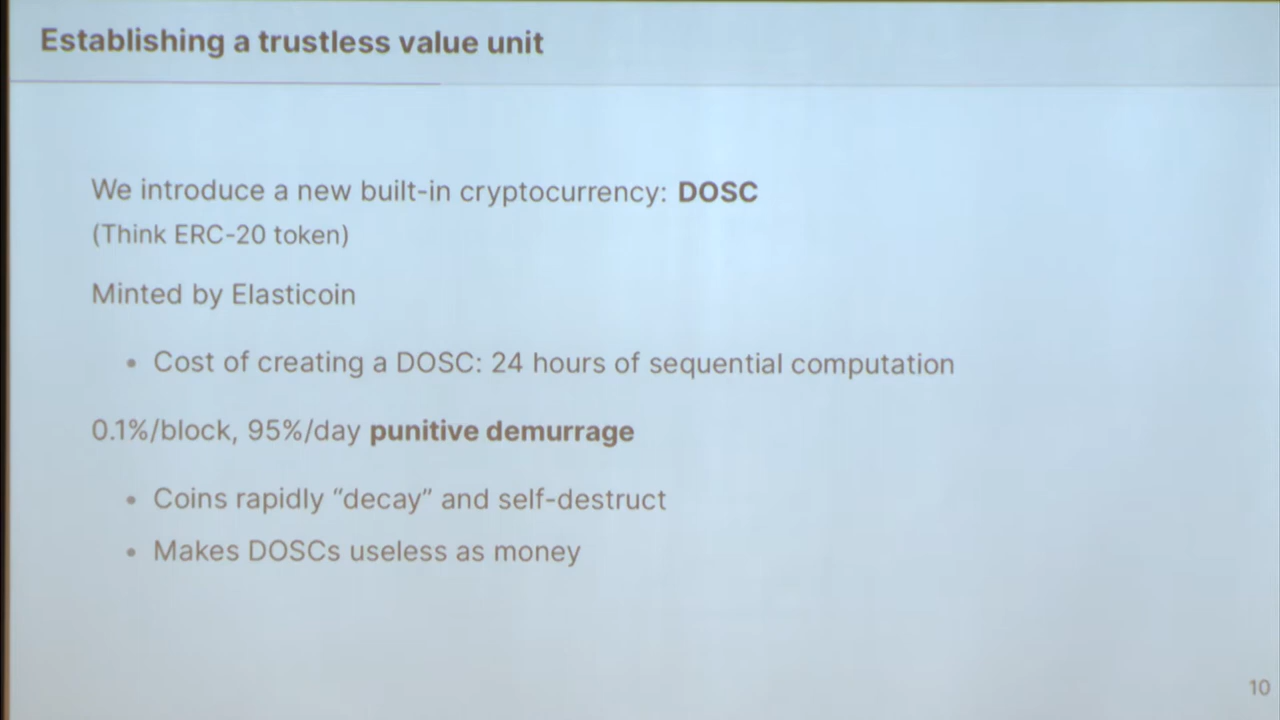 Establishing a trustless value unit
We introduce a new built-in cryptocurrency: DOSC
(Think ERC-20 token)
Minted by Elasticoin
• Cost of creating a DOSC: 24 hours of sequential computation
0.1%/block, 95%/day punitive demurrage
• Coins rapidly “decay” and self-destruct
• Makes DOSCs useless as money
10